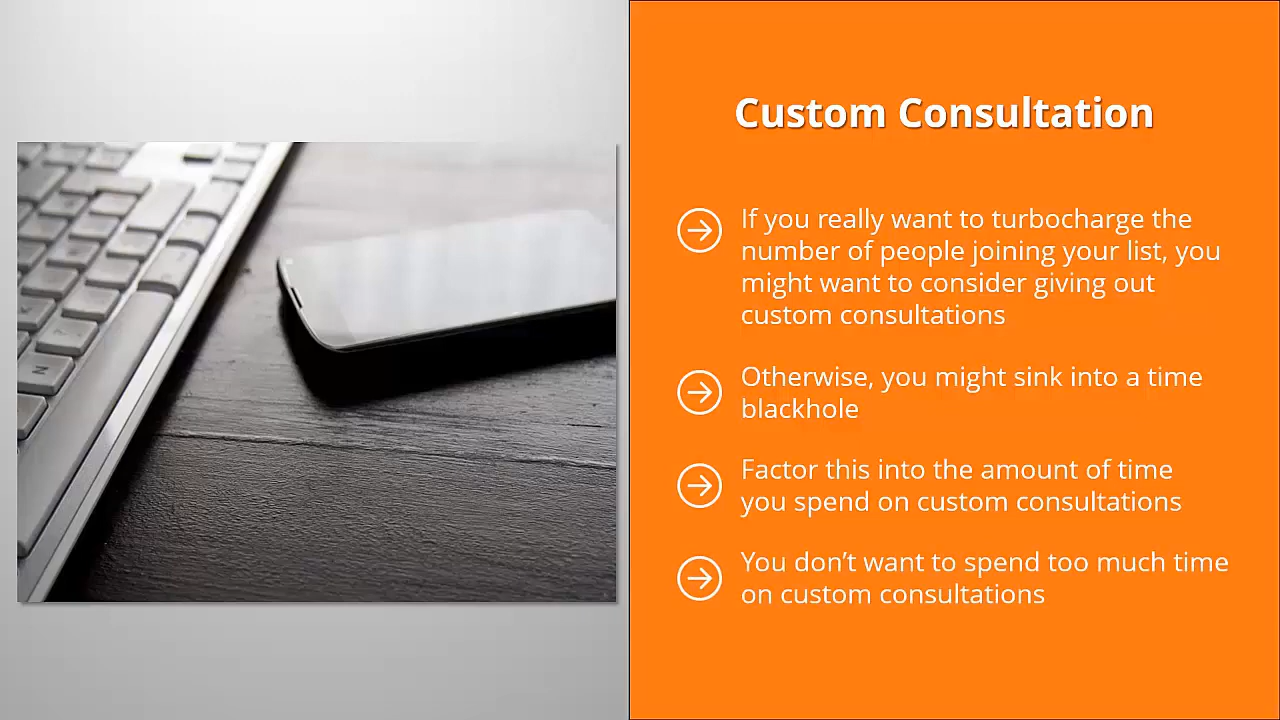 Custom Consultation
If you really want to turbocharge the
number of people joining your list, you
might want to consider giving out
custom consultations
Otherwise, you might sink into a time
blackhole
Factor this into the amount of time
you spend on custom consultations
You don’t want to spend too much time
on custom consultations